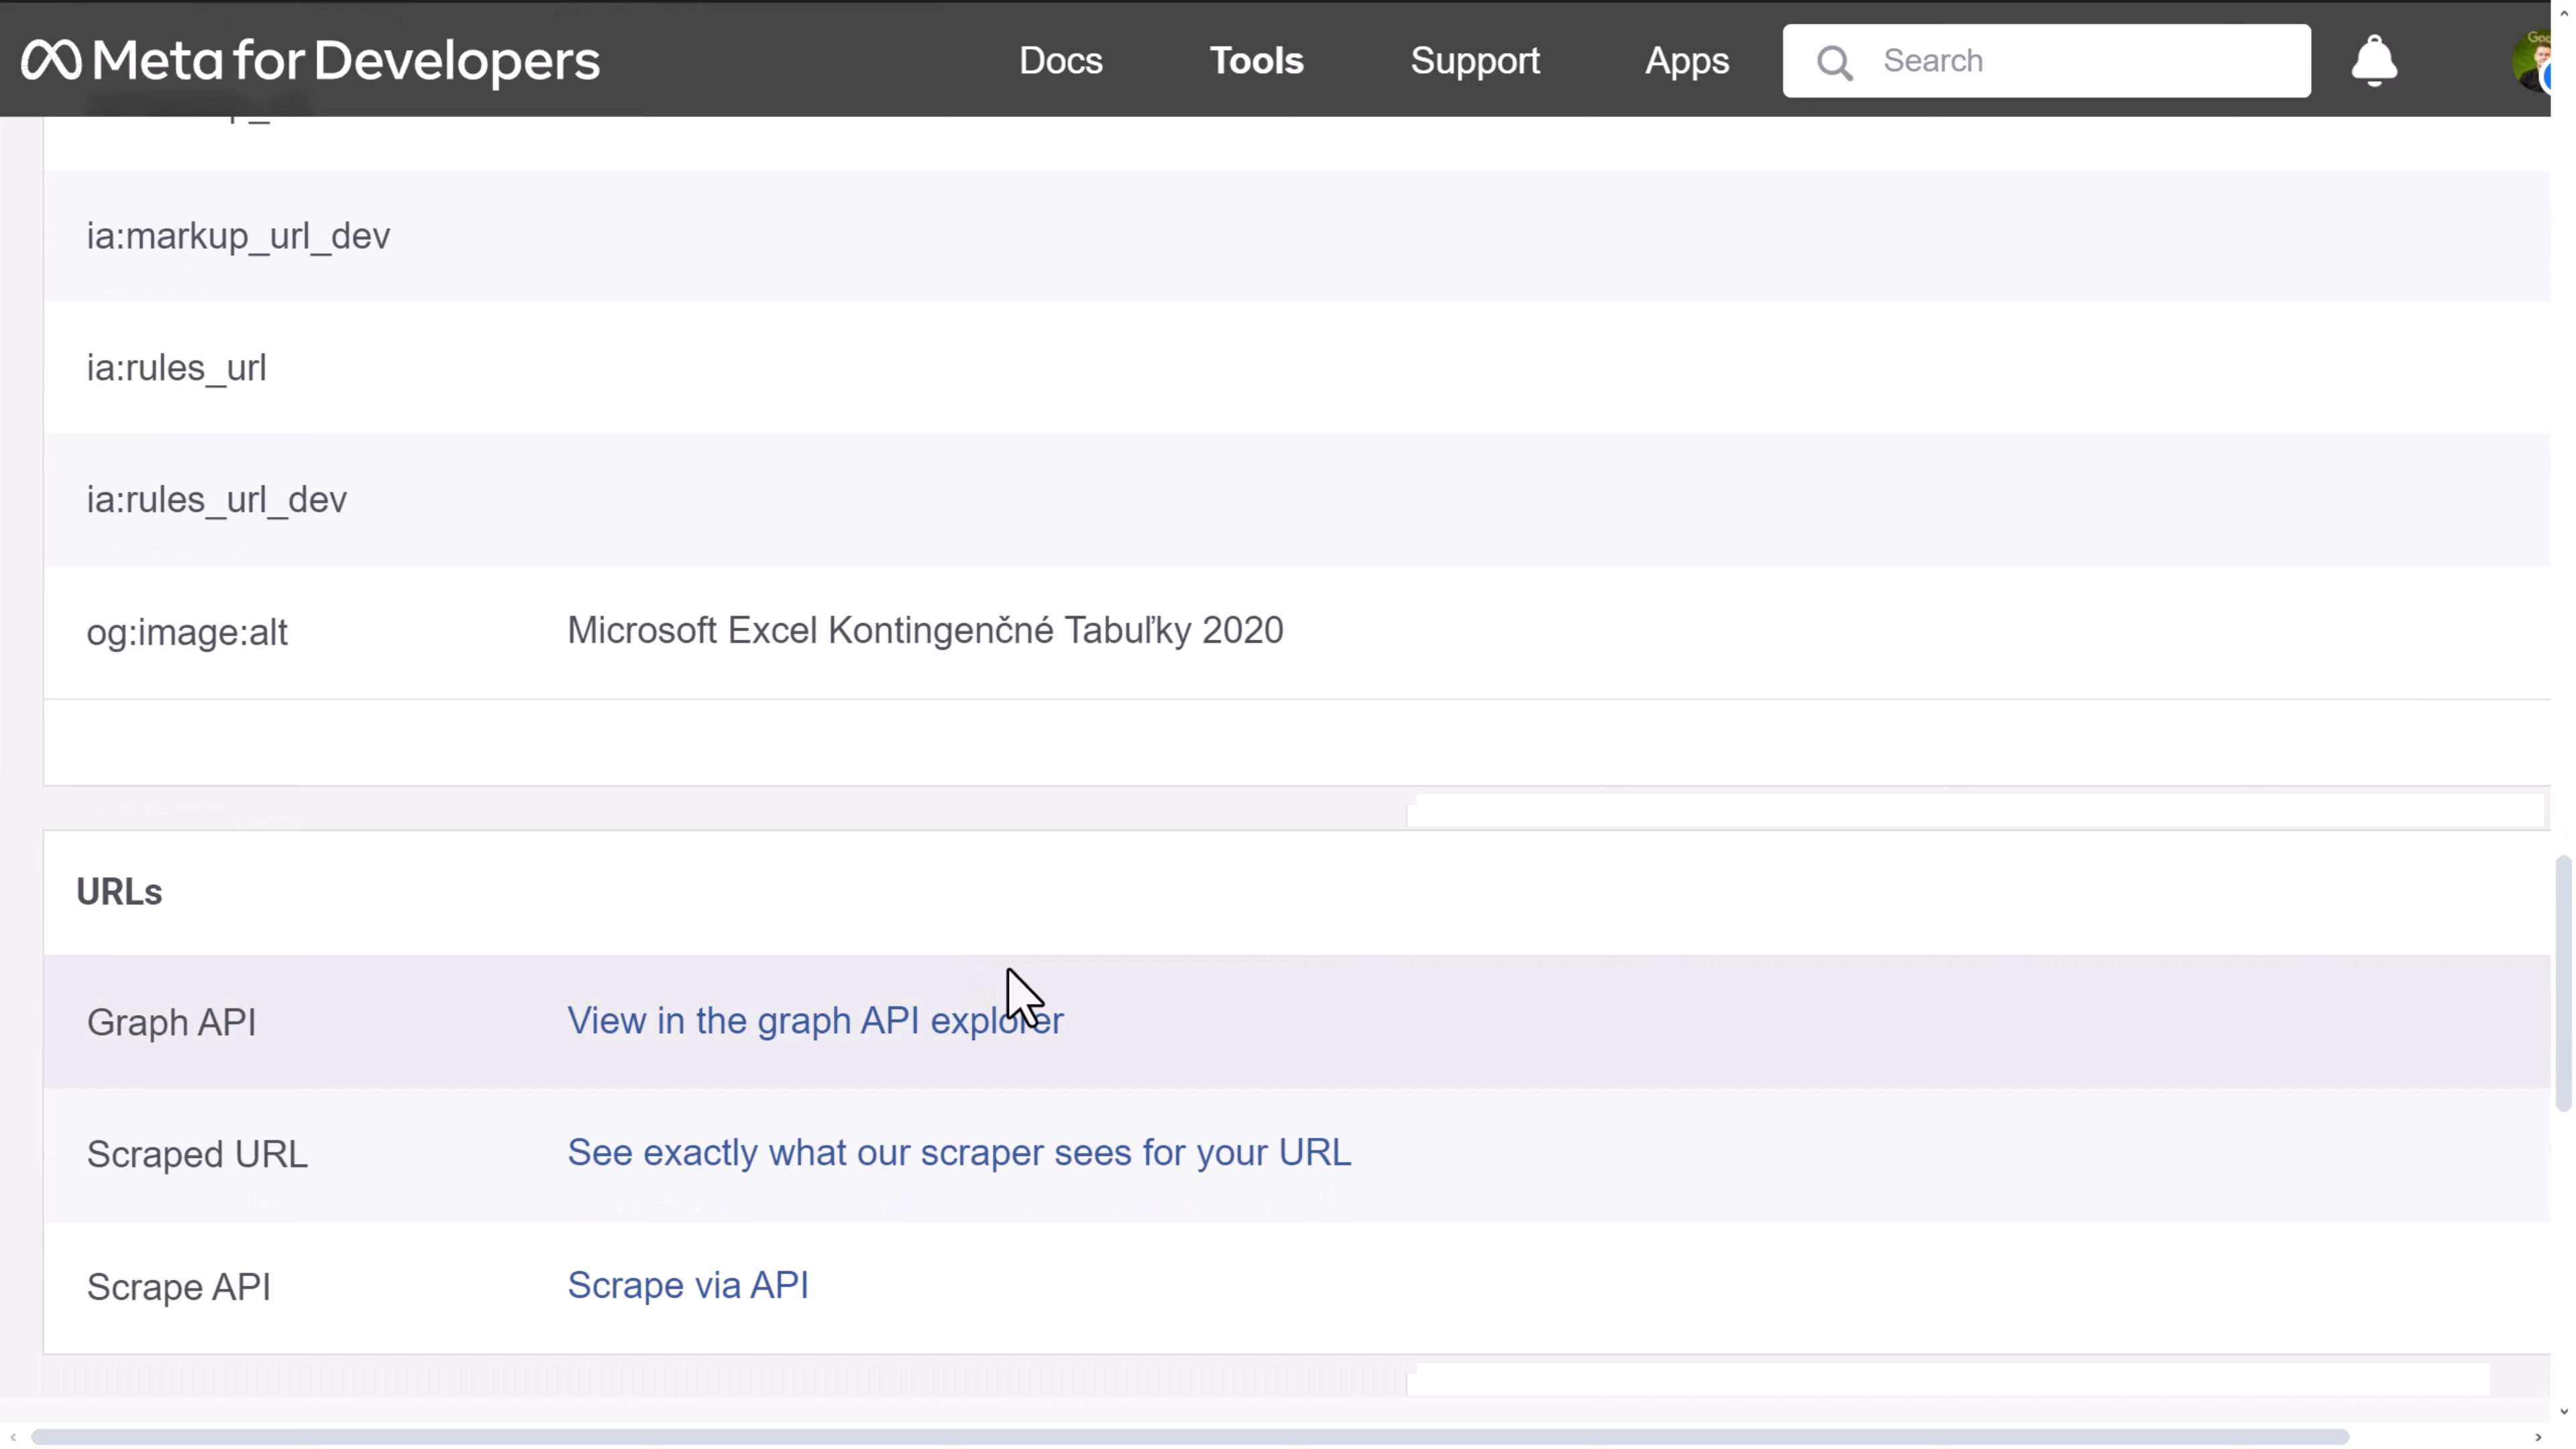 Meta for Developers Docs Tools Support Apps Search
ia:markup_url_dev
ia:rules_url
ia:rules_url_dev
og:image:alt Microsoft Excel Kontingenčné Tabuľky 2020
URLs
Graph API View in the graph API explorer
Scraped URL See exactly what our scraper sees for your URL
Scrape API Scrape via API